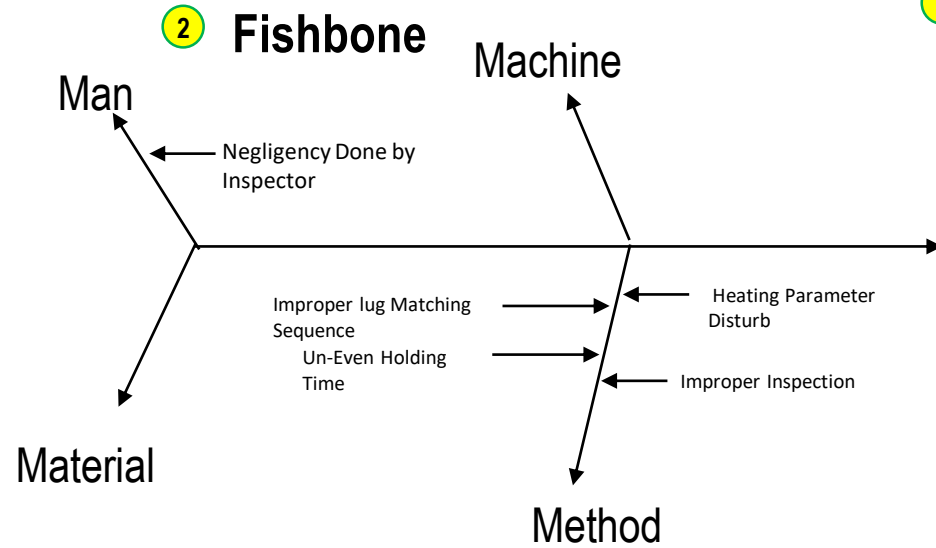 2 Fishbone
Machine
Man
Negligency Done by
Inspector
Improper lug Matching
Sequence
Un-Even Holding
Time
Heating Parameter
Disturb
Improper Inspection
Material
Method